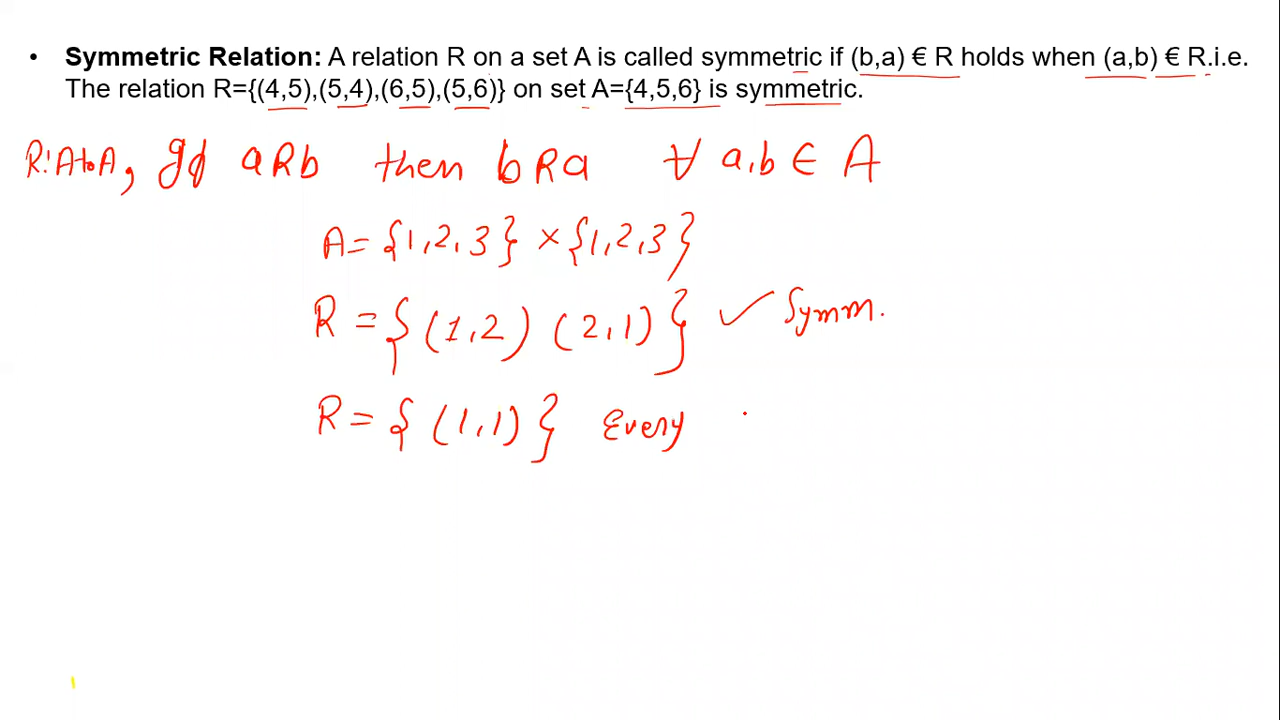 • Symmetric Relation: A relation R on a set A is called symmetric if (b,a) € R holds when (a,b) € R.i.e.
The relation R={(4,5),(5,4),(6,5),(5,6)} on set A={4,5,6} is symmetric.
R:A to A, If aRb then bRa ∀ a,b ∈ A
A = {1,2,3} × {1,2,3}
R = {(1,2) (2,1)} ✓ Symm.
R = {(1,1)} Every